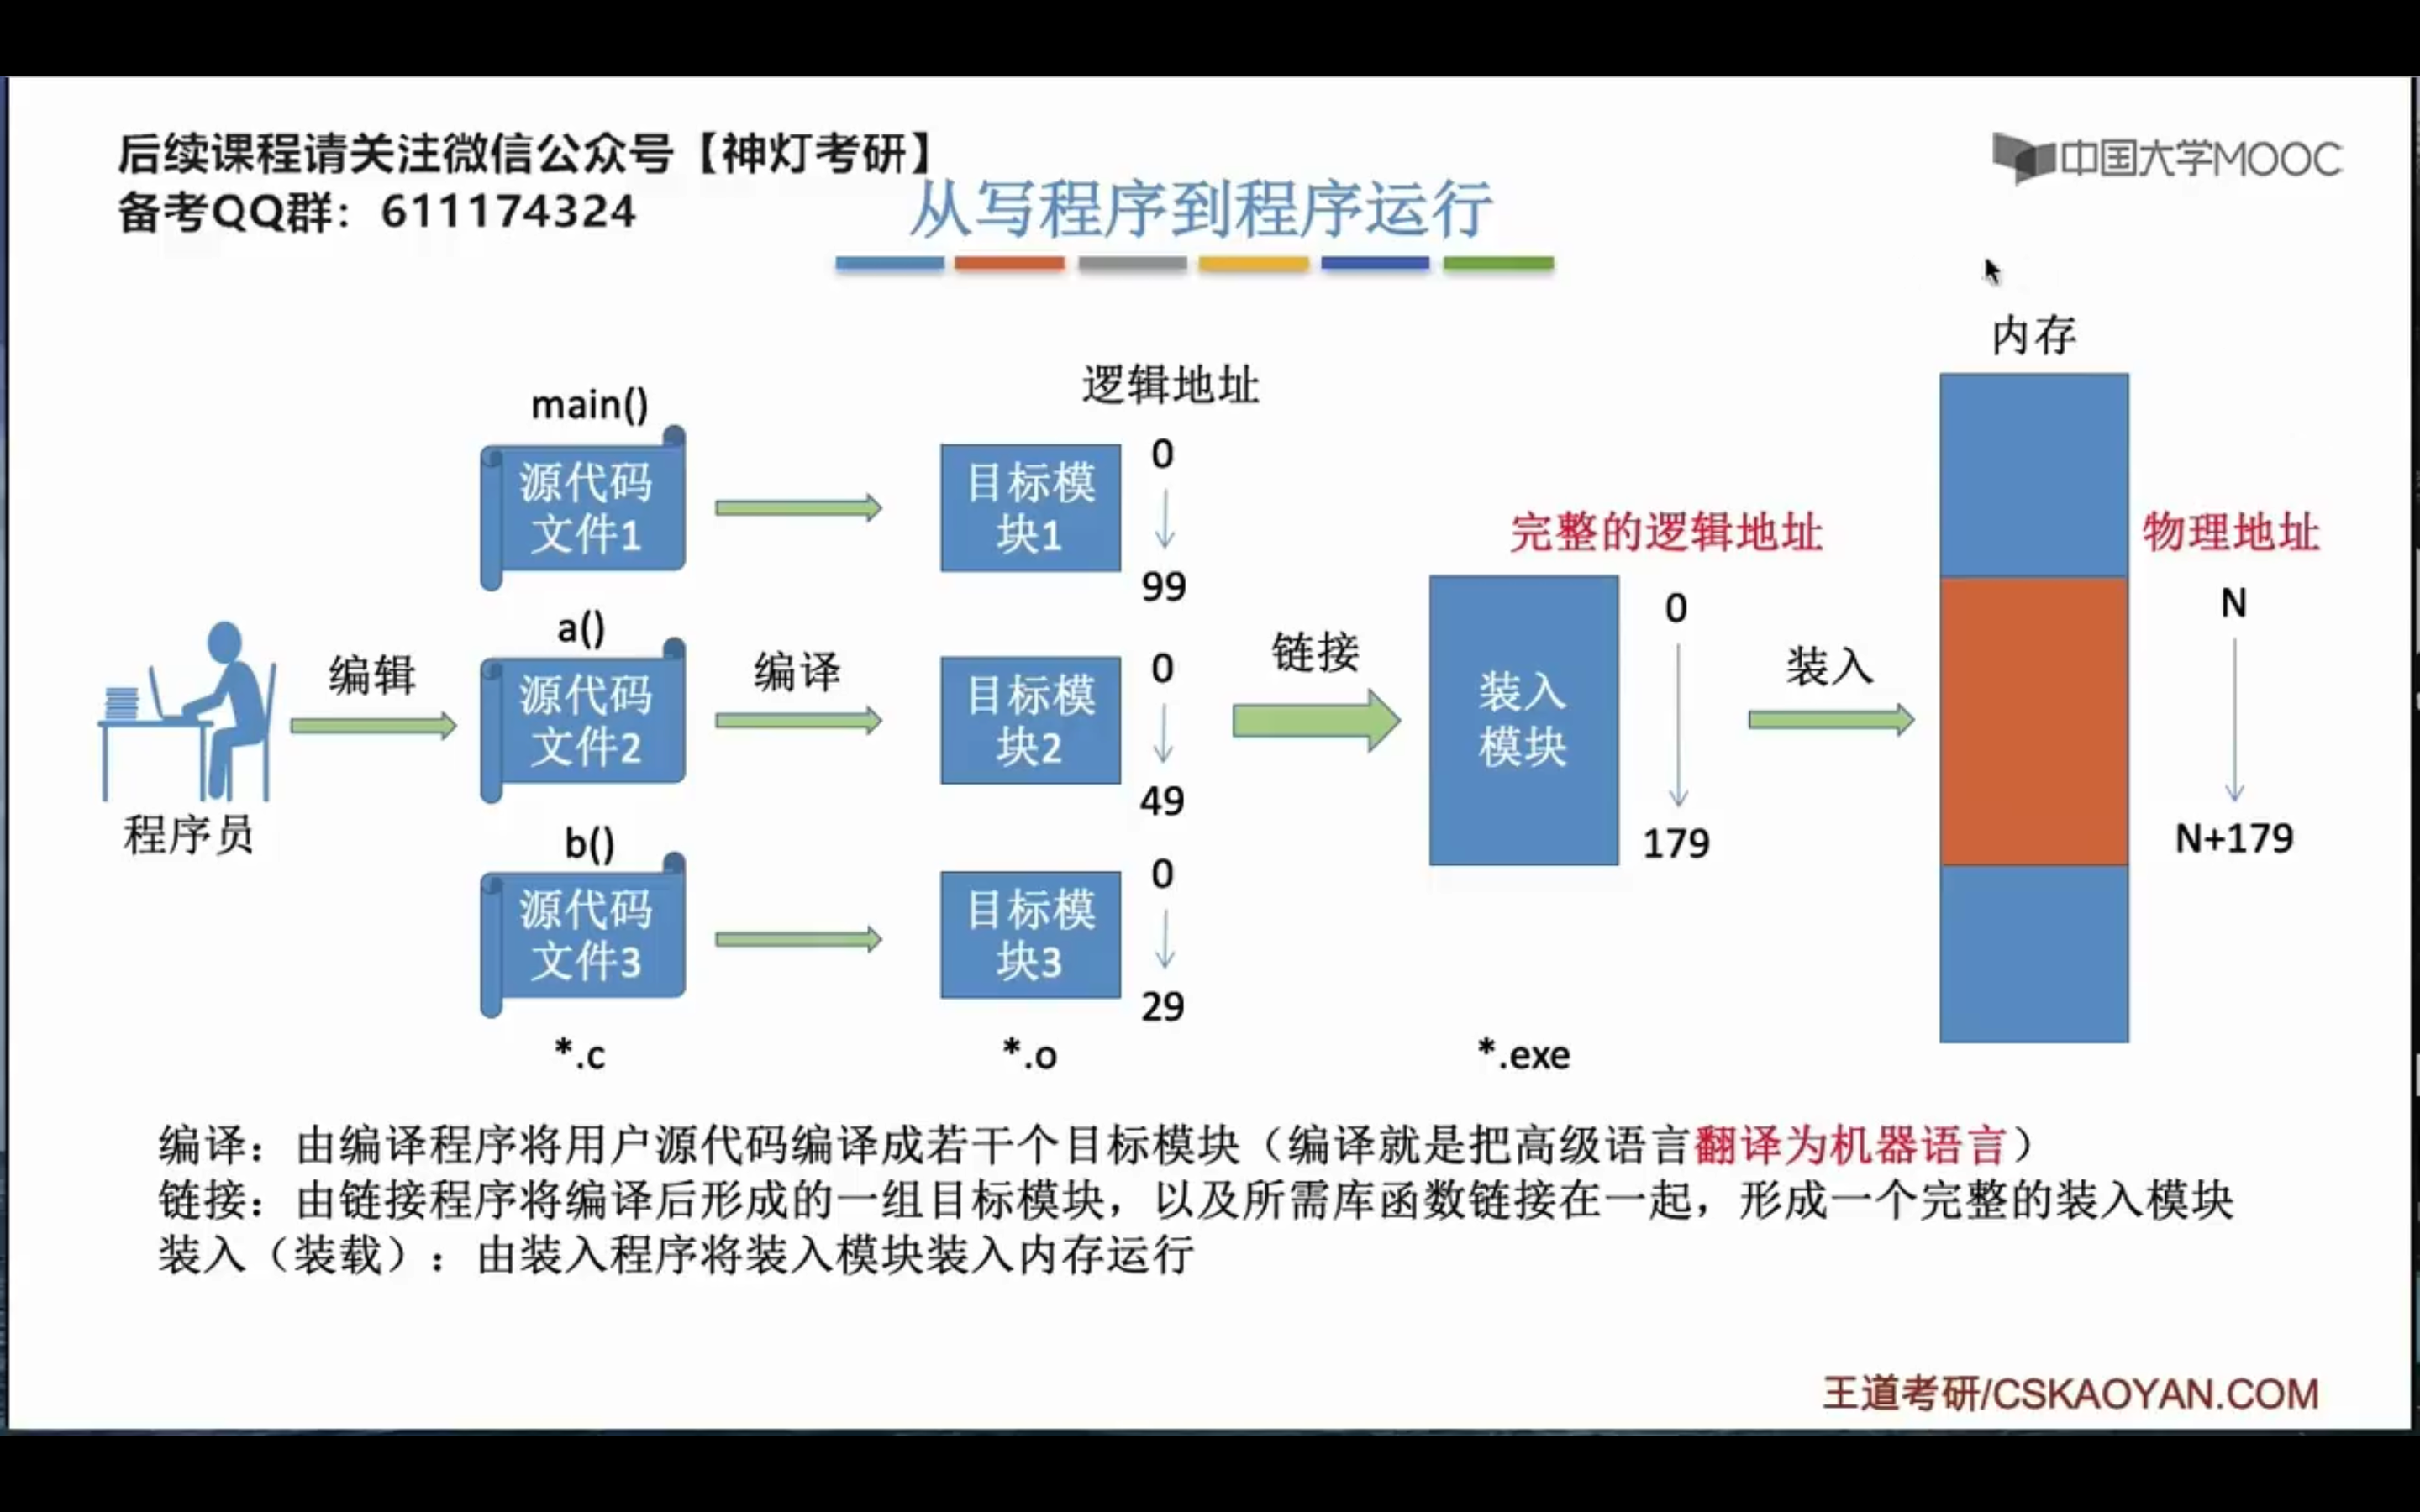 后续课程请关注微信公众号【神灯考研】
备考QQ群：611174324
中国大学MOOC
从写程序到程序运行
内存
逻辑地址
main()
源代码
文件1
目标模
块1
0
99
完整的逻辑地址
物理地址
编辑
a()
源代码
文件2
编译
目标模
块2
0
49
链接
装入
模块
0
179
装入
N
N+179
程序员
b()
源代码
文件3
目标模
块3
0
29
*.c
*.o
*.exe
编译：由编译程序将用户源代码编译成若干个目标模块（编译就是把高级语言翻译为机器语言）
链接：由链接程序将编译后形成的一组目标模块，以及所需库函数链接在一起，形成一个完整的装入模块
装入（装载）：由装入程序将装入模块装入内存运行
王道考研/CSKAOYAN.COM